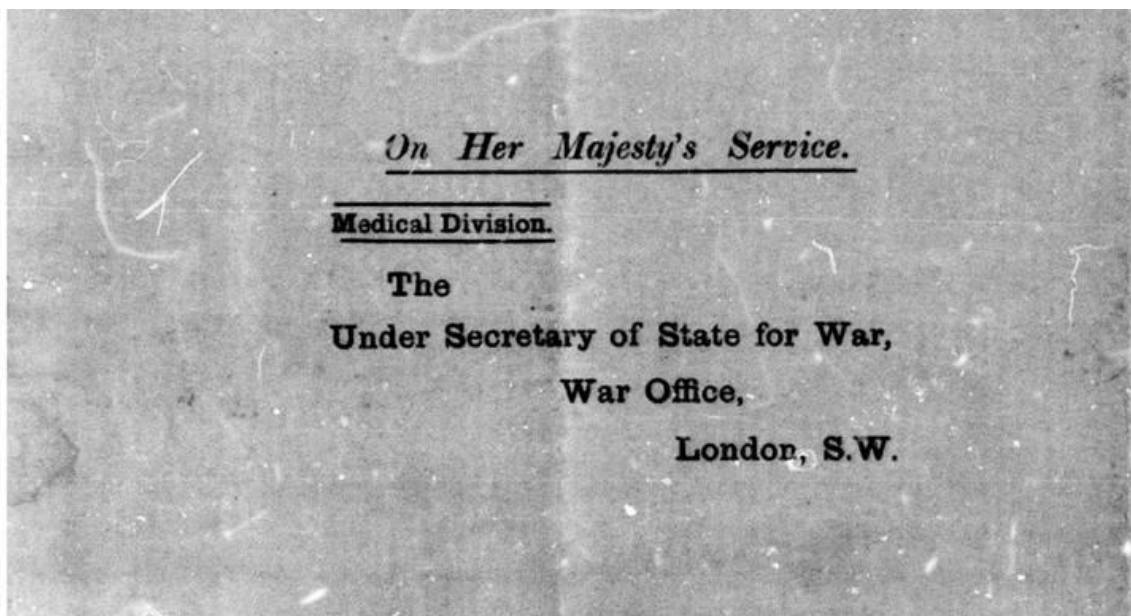 On Her Majesty's Service.
Medical Division.
The
Under Secretary of State for War,
War Office,
London, S.W.